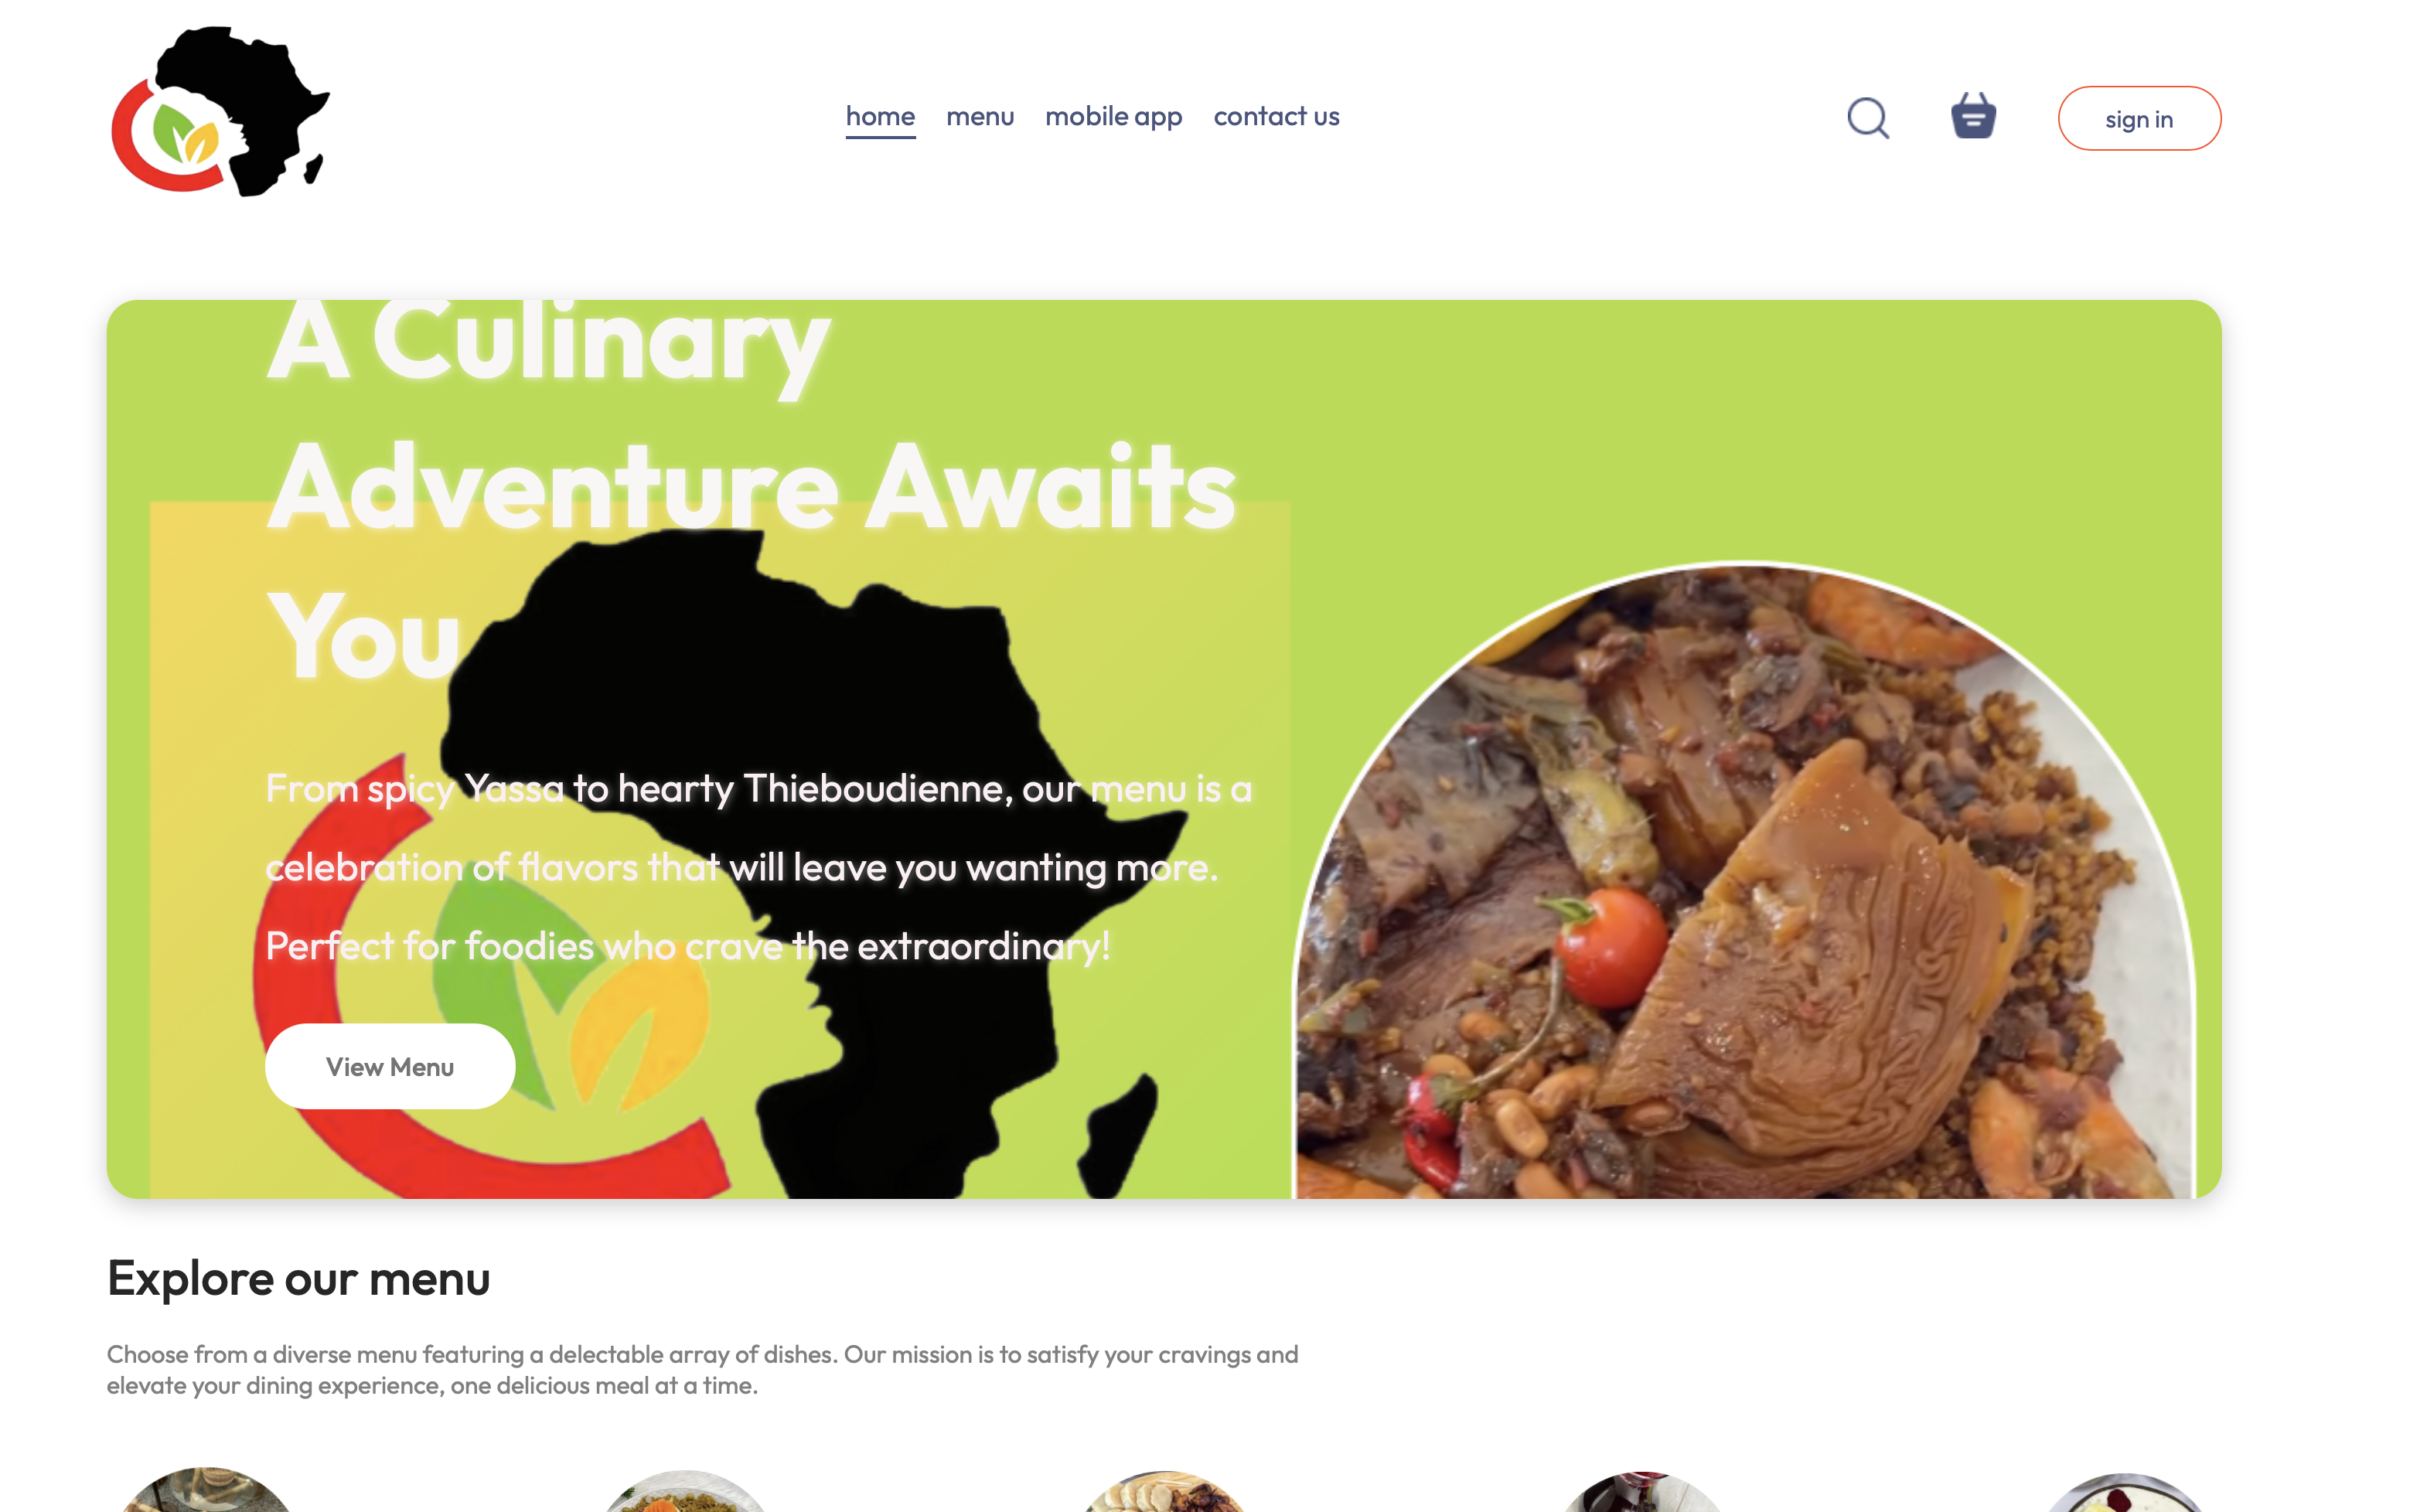 home menu mobile app contact us sign in
A Culinary
Adventure Awaits
You
From spicy Yassa to hearty Thieboudienne, our menu is a
celebration of flavors that will leave you wanting more.
Perfect for foodies who crave the extraordinary!
View Menu
Explore our menu
Choose from a diverse menu featuring a delectable array of dishes. Our mission is to satisfy your cravings and
elevate your dining experience, one delicious meal at a time.